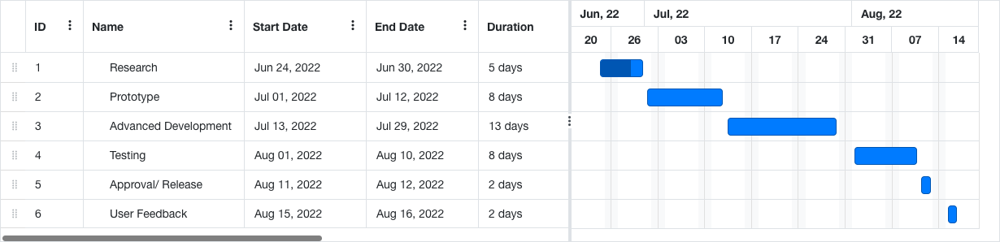 ID Name Start Date End Date Duration
Jun, 22 Jul, 22 Aug, 22
20 26 03 10 17 24 31 07 14
1 Research Jun 24, 2022 Jun 30, 2022 5 days
2 Prototype Jul 01, 2022 Jul 12, 2022 8 days
3 Advanced Development Jul 13, 2022 Jul 29, 2022 13 days
4 Testing Aug 01, 2022 Aug 10, 2022 8 days
5 Approval/ Release Aug 11, 2022 Aug 12, 2022 2 days
6 User Feedback Aug 15, 2022 Aug 16, 2022 2 days